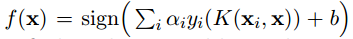 f(x) = sign( ∑ᵢ αᵢyᵢ(K(xᵢ, x)) + b)